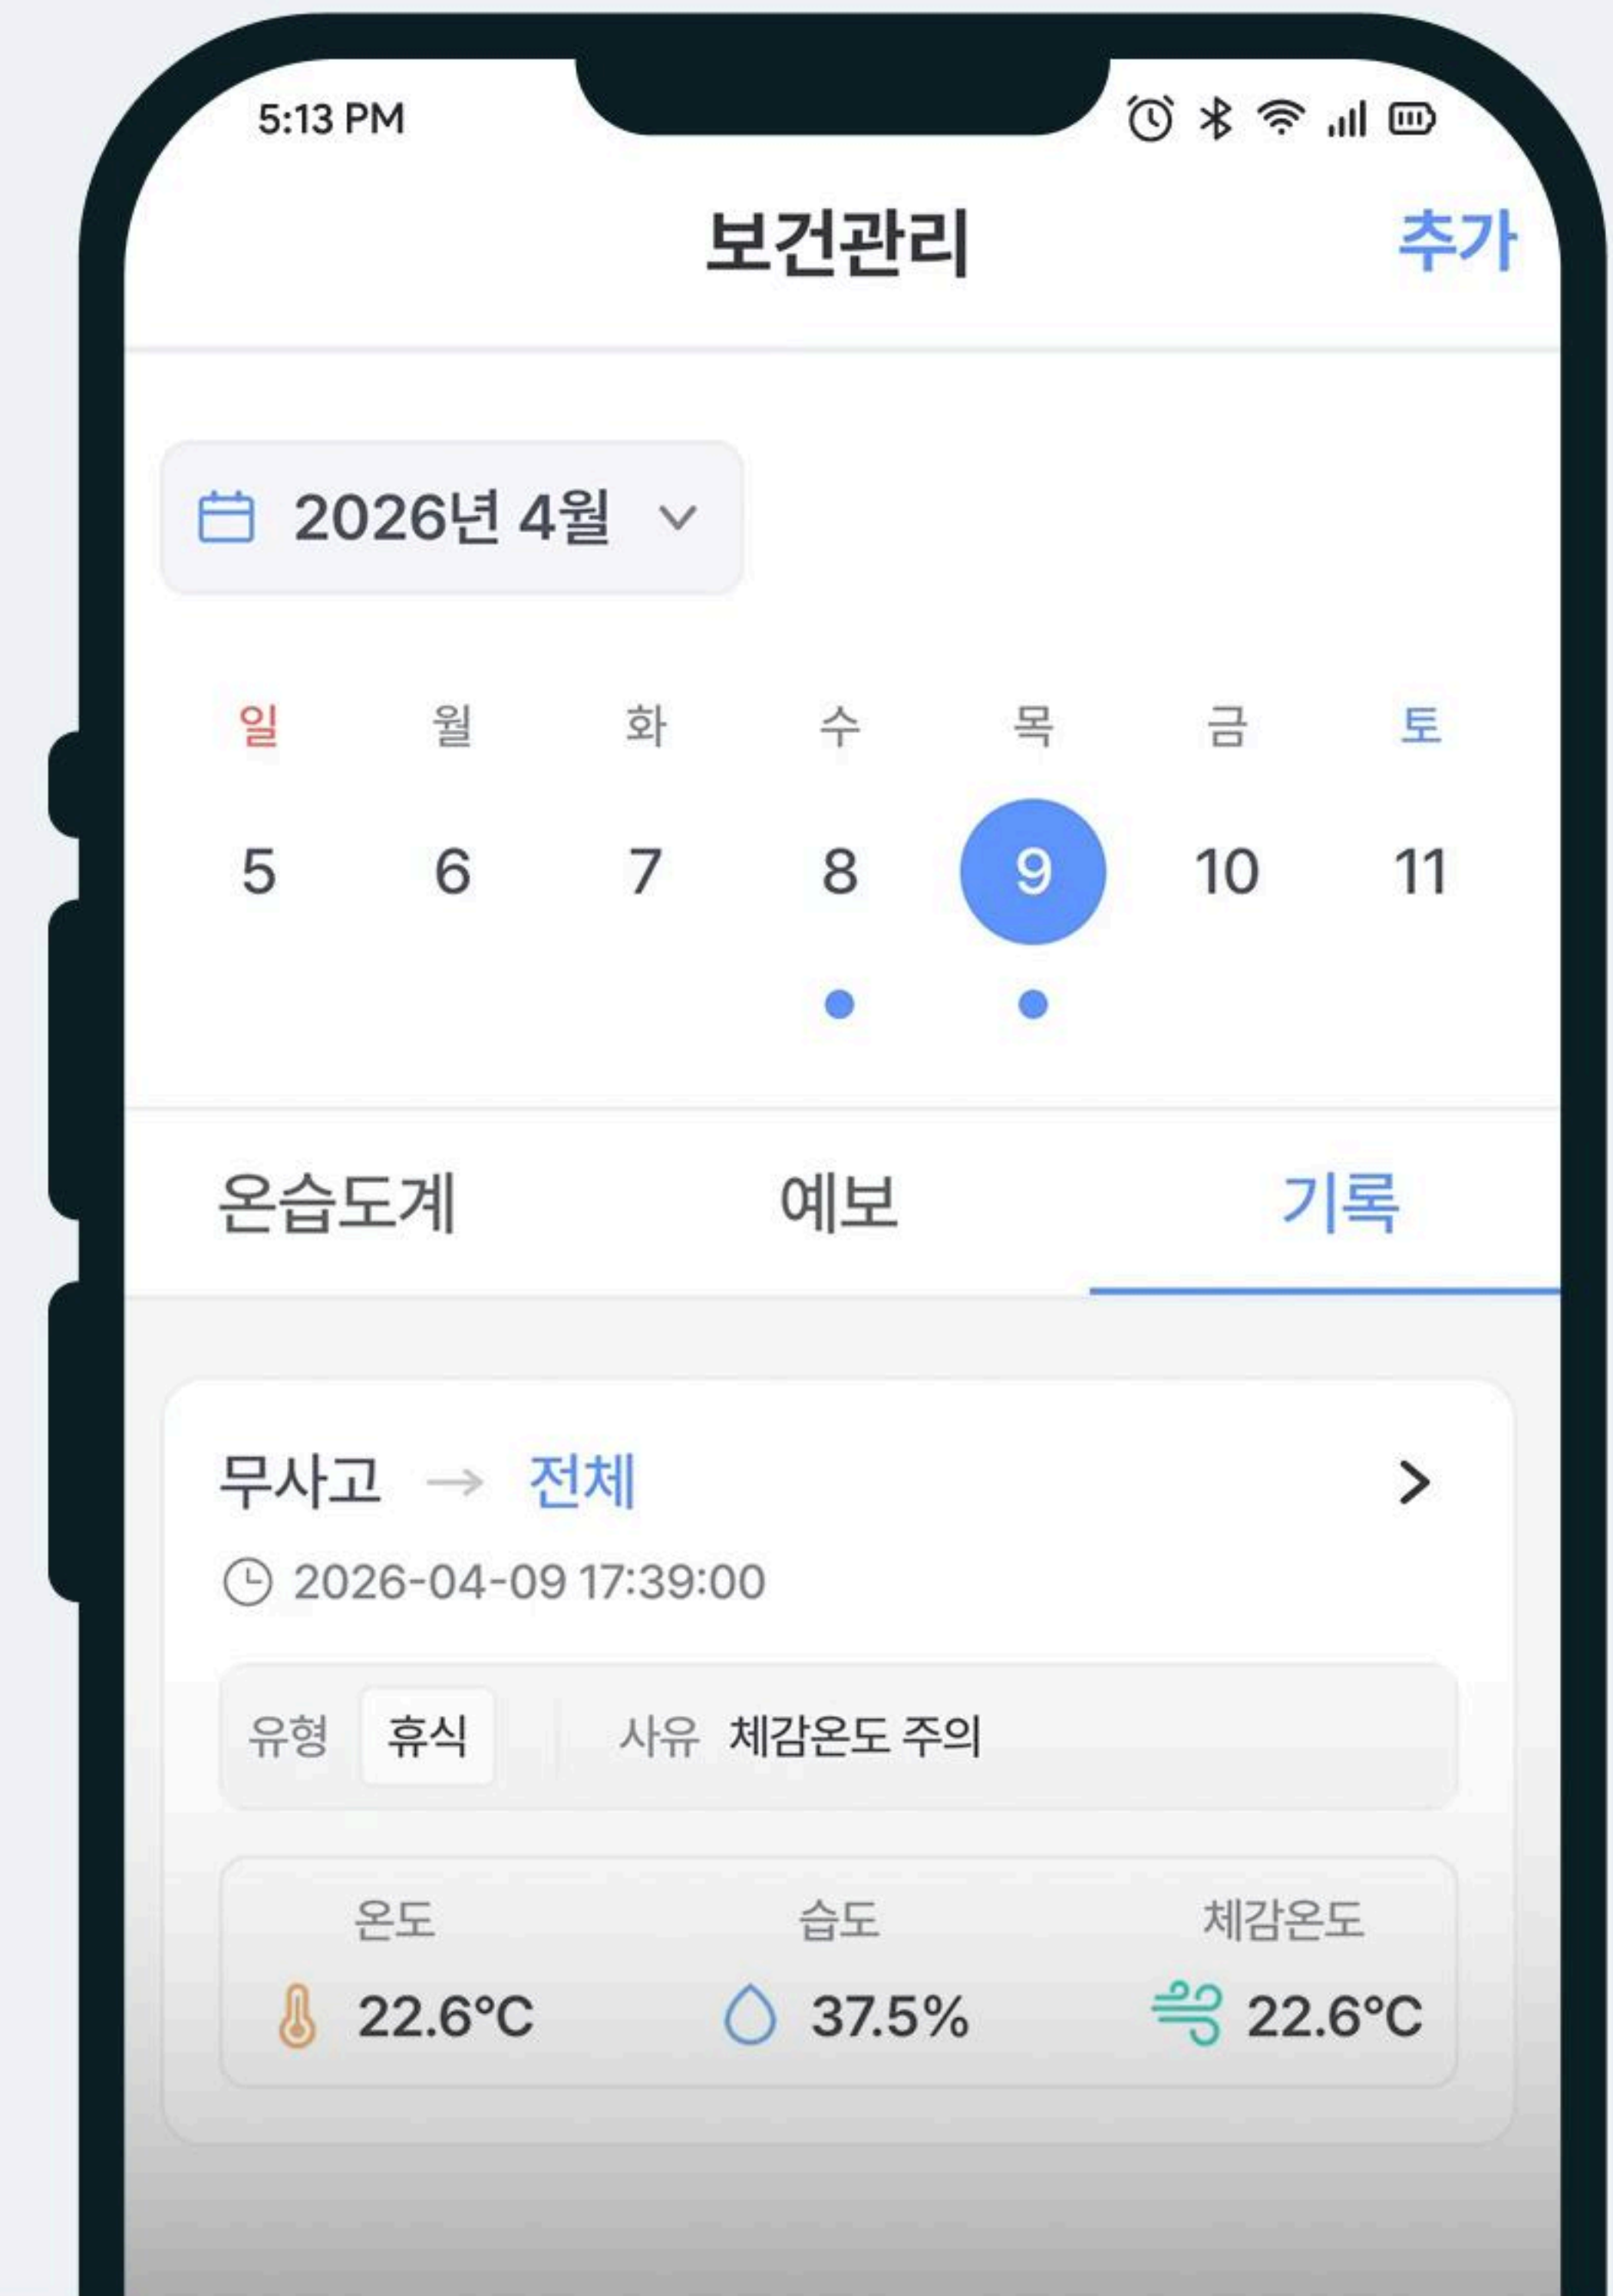 5:13 PM
보건관리 추가
2026년 4월
일 월 화 수 목 금 토
5 6 7 8 9 10 11
온습도계 예보 기록
무사고 → 전체
2026-04-09 17:39:00
유형 휴식 사유 체감온도 주의
온도 습도 체감온도
22.6°C 37.5% 22.6°C